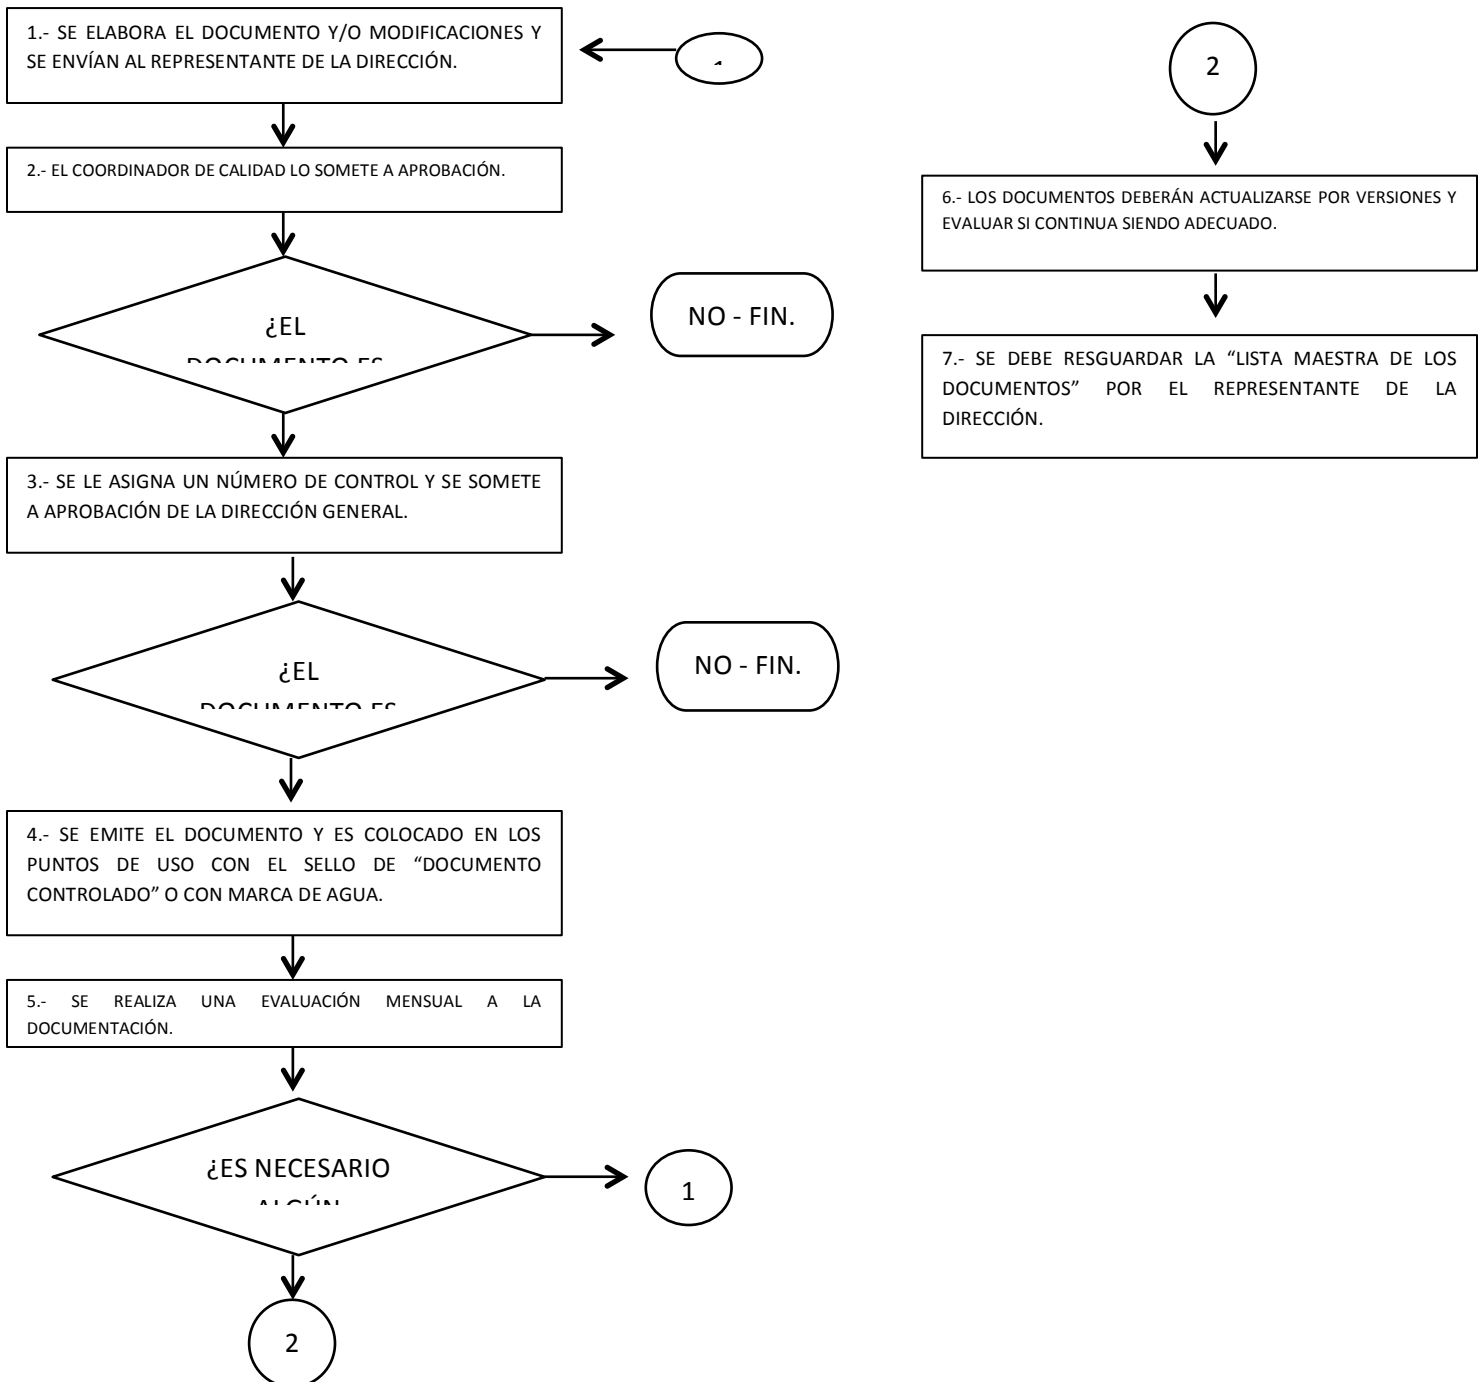 1.- SE ELABORA EL DOCUMENTO Y/O MODIFICACIONES Y
SE ENVÍAN AL REPRESENTANTE DE LA DIRECCIÓN.
2.- EL COORDINADOR DE CALIDAD LO SOMETE A APROBACIÓN.
¿EL
DOCUMENTO ES
NO - FIN.
3.- SE LE ASIGNA UN NÚMERO DE CONTROL Y SE SOMETE
A APROBACIÓN DE LA DIRECCIÓN GENERAL.
¿EL
DOCUMENTO ES
NO - FIN.
4.- SE EMITE EL DOCUMENTO Y ES COLOCADO EN LOS
PUNTOS DE USO CON EL SELLO DE “DOCUMENTO
CONTROLADO” O CON MARCA DE AGUA.
5.- SE REALIZA UNA EVALUACIÓN MENSUAL A LA
DOCUMENTACIÓN.
¿ES NECESARIO
ALGÚN
1
2
2
6.- LOS DOCUMENTOS DEBERÁN ACTUALIZARSE POR VERSIONES Y
EVALUAR SI CONTINUA SIENDO ADECUADO.
7.- SE DEBE RESGUARDAR LA “LISTA MAESTRA DE LOS
DOCUMENTOS” POR EL REPRESENTANTE DE LA
DIRECCIÓN.